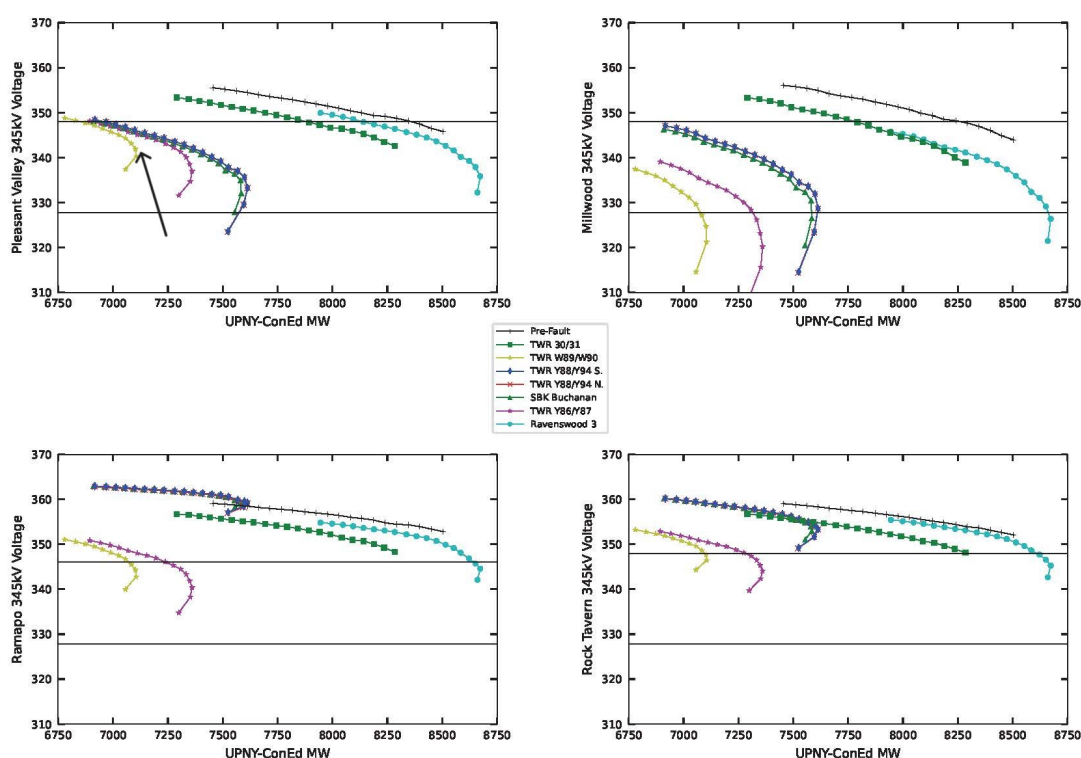 370
360
350
340
330
320
310
Pleasant Valley 345kV Voltage
6750 7000 7250 7500 7750 8000 8250 8500 8750
UPNY-ConEd MW
370
360
350
340
330
320
310
Millwood 345kV Voltage
6750 7000 7250 7500 7750 8000 8250 8500 8750
UPNY-ConEd MW
Pre-Fault
TWR 30/31
TWR W89/W90
TWR Y88/Y94 S.
TWR Y88/Y94 N.
SBK Buchanan
TWR Y86/Y87
Ravenswood 3
370
360
350
340
330
320
310
Ramapo 345kV Voltage
6750 7000 7250 7500 7750 8000 8250 8500 8750
UPNY-ConEd MW
370
360
350
340
330
320
310
Rock Tavern 345kV Voltage
6750 7000 7250 7500 7750 8000 8250 8500 8750
UPNY-ConEd MW